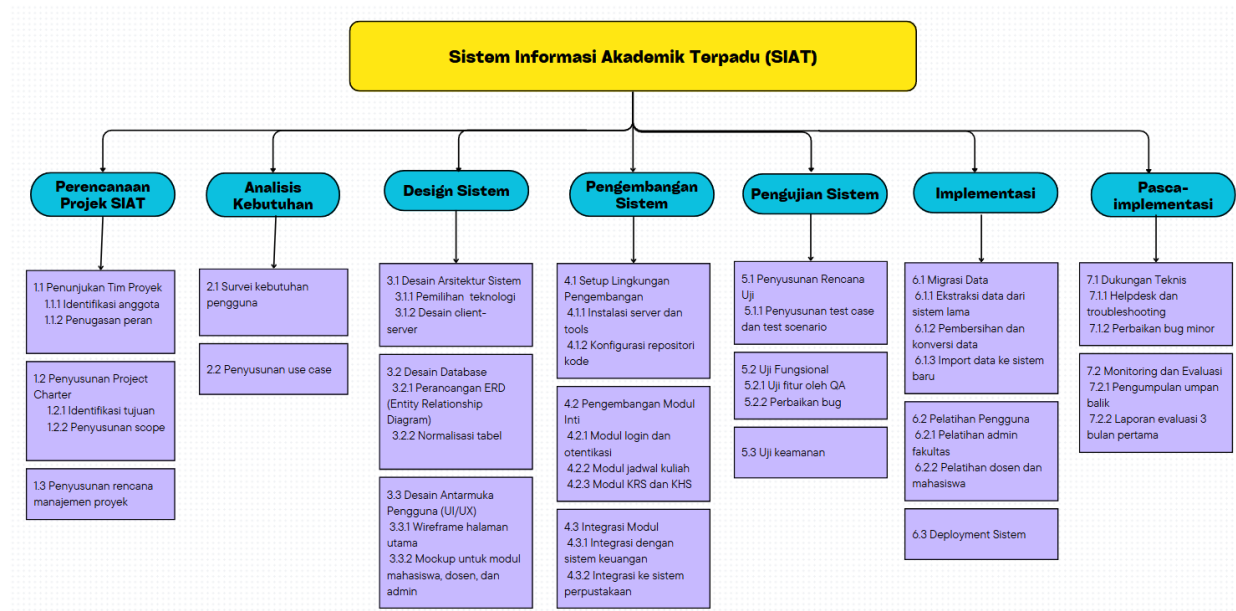 Sistem Informasi Akademik Terpadu (SIAT)
Perencanaan
Projek SIAT
1.1 Penunjukan Tim Proyek
1.1.1 Identifikasi anggota
1.1.2 Penugasan peran
1.2 Penyusunan Project
Charter
1.2.1 Identifikasi tujuan
1.2.2 Penyusunan scope
1.3 Penyusunan rencana
manajemen proyek
Analisis
Kebutuhan
2.1 Survei kebutuhan
pengguna
2.2 Penyusunan use case
Design Sistem
3.1 Desain Arsitektur Sistem
3.1.1 Pemilihan teknologi
3.1.2 Desain client-
server
3.2 Desain Database
3.2.1 Perancangan ERD
(Entity Relationship
Diagram)
3.2.2 Normalisasi tabel
3.3 Desain Antarmuka
Pengguna (UI/UX)
3.3.1 Wireframe halaman
utama
3.3.2 Mockup untuk modul
mahasiswa, dosen, dan
admin
Pengembangan
Sistem
4.1 Setup Lingkungan
Pengembangan
4.1.1 Instalasi server dan
tools
4.1.2 Konfigurasi repositori
kode
4.2 Pengembangan Modul
Inti
4.2.1 Modul login dan
otentikasi
4.2.2 Modul jadwal kuliah
4.2.3 Modul KRS dan KHS
4.3 Integrasi Modul
4.3.1 Integrasi dengan
sistem keuangan
4.3.2 Integrasi ke sistem
perpustakaan
Pengujian Sistem
5.1 Penyusunan Rencana
Uji
5.1.1 Penyusunan test case
dan test scenario
5.2 Uji Fungsional
5.2.1 Uji fitur oleh QA
5.2.2 Perbaikan bug
5.3 Uji keamanan
Implementasi
6.1 Migrasi Data
6.1.1 Ekstraksi data dari
sistem lama
6.1.2 Pembersihan dan
konversi data
6.1.3 Import data ke sistem
baru
6.2 Pelatihan Pengguna
6.2.1 Pelatihan admin
fakultas
6.2.2 Pelatihan dosen dan
mahasiswa
6.3 Deployment Sistem
Pasca-
implementasi
7.1 Dukungan Teknis
7.1.1 Helpdesk dan
troubleshooting
7.1.2 Perbaikan bug minor
7.2 Monitoring dan Evaluasi
7.2.1 Pengumpulan umpan
balik
7.2.2 Laporan evaluasi 3
bulan pertama